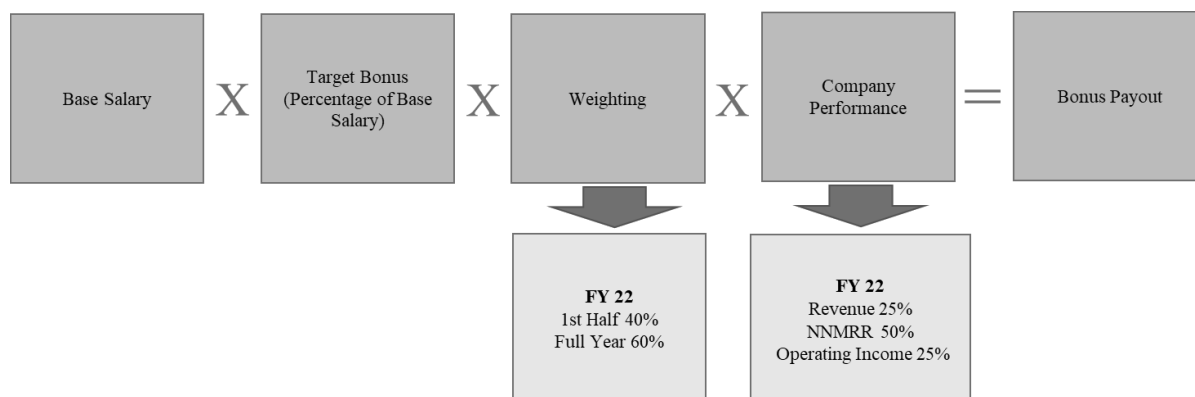 Base Salary
X
Target Bonus
(Percentage of Base
Salary)
X
Weighting
X
Company
Performance
=
Bonus Payout
FY 22
1st Half 40%
Full Year 60%
FY 22
Revenue 25%
NNMRR 50%
Operating Income 25%